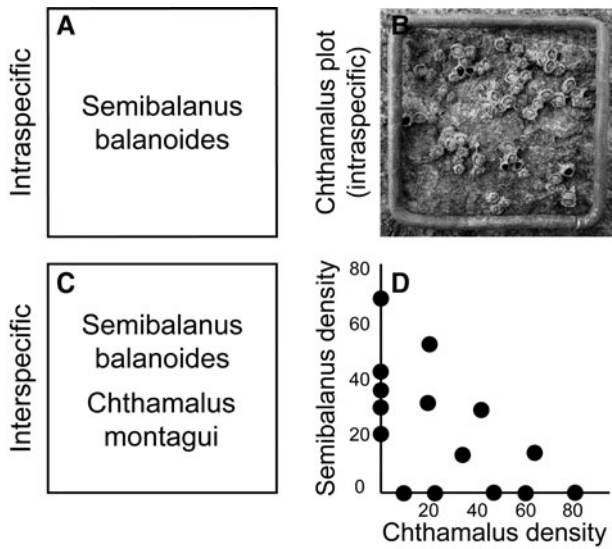 A
Intraspecific
Semibalanus
balanoides
B
Chthamalus plot
(intraspecific)
C
Interspecific
Semibalanus
balanoides
Chthamalus
montagui
D
Semibalanus density
80
60
40
20
0
20 40 60 80
Chthamalus density